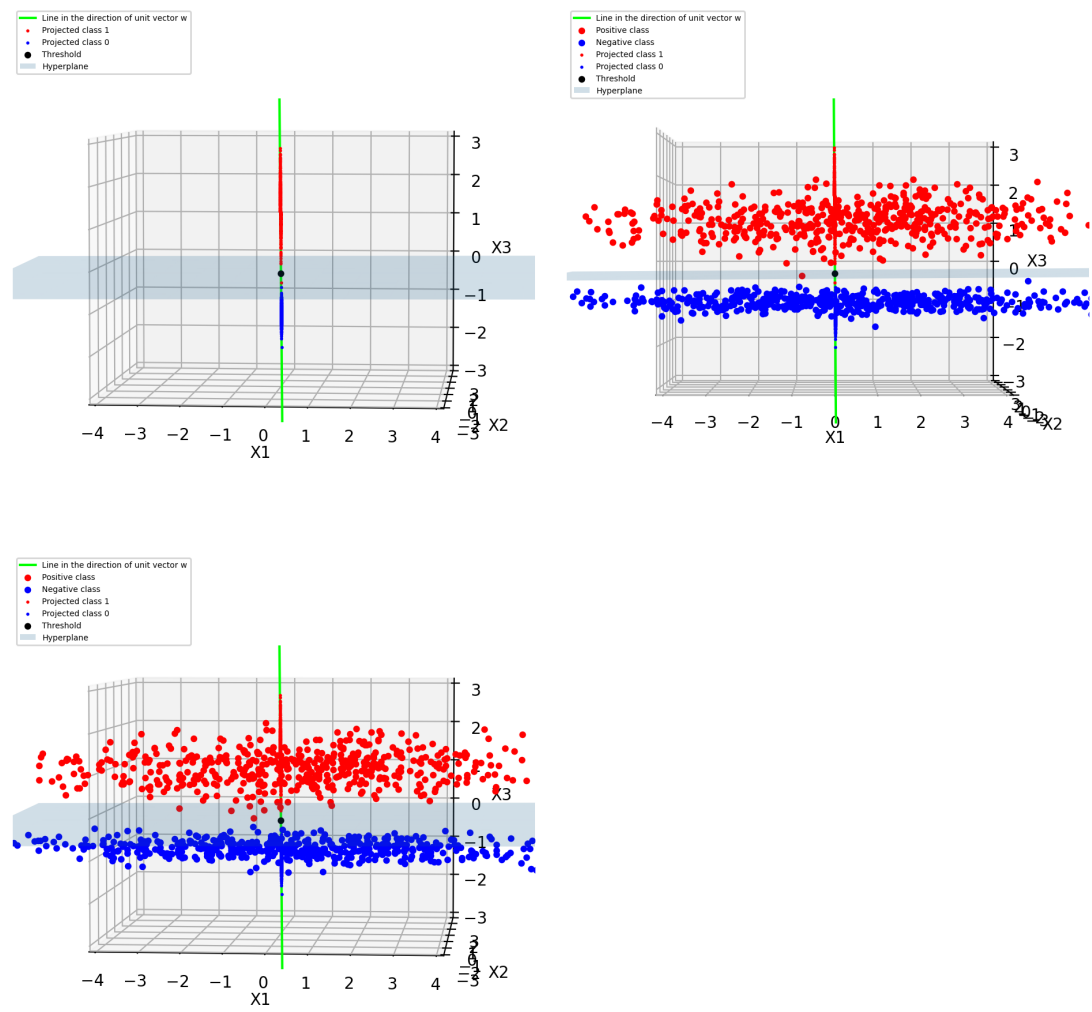 Line in the direction of unit vector w
Projected class 1
Projected class 0
Threshold
Hyperplane
3
2
1
0
−1
−2
−3
X3
−4
−3
−2
−1
0
1
2
3
4
X1
X2
3
−3
Line in the direction of unit vector w
Positive class
Negative class
Projected class 1
Projected class 0
Threshold
Hyperplane
3
2
1
0
−1
−2
−3
X3
−4
−3
−2
−1
0
1
2
3
4
X1
X2
Line in the direction of unit vector w
Positive class
Negative class
Projected class 1
Projected class 0
Threshold
Hyperplane
3
2
1
0
−1
−2
−3
X3
−4
−3
−2
−1
0
1
2
3
4
X1
X2
3
−3